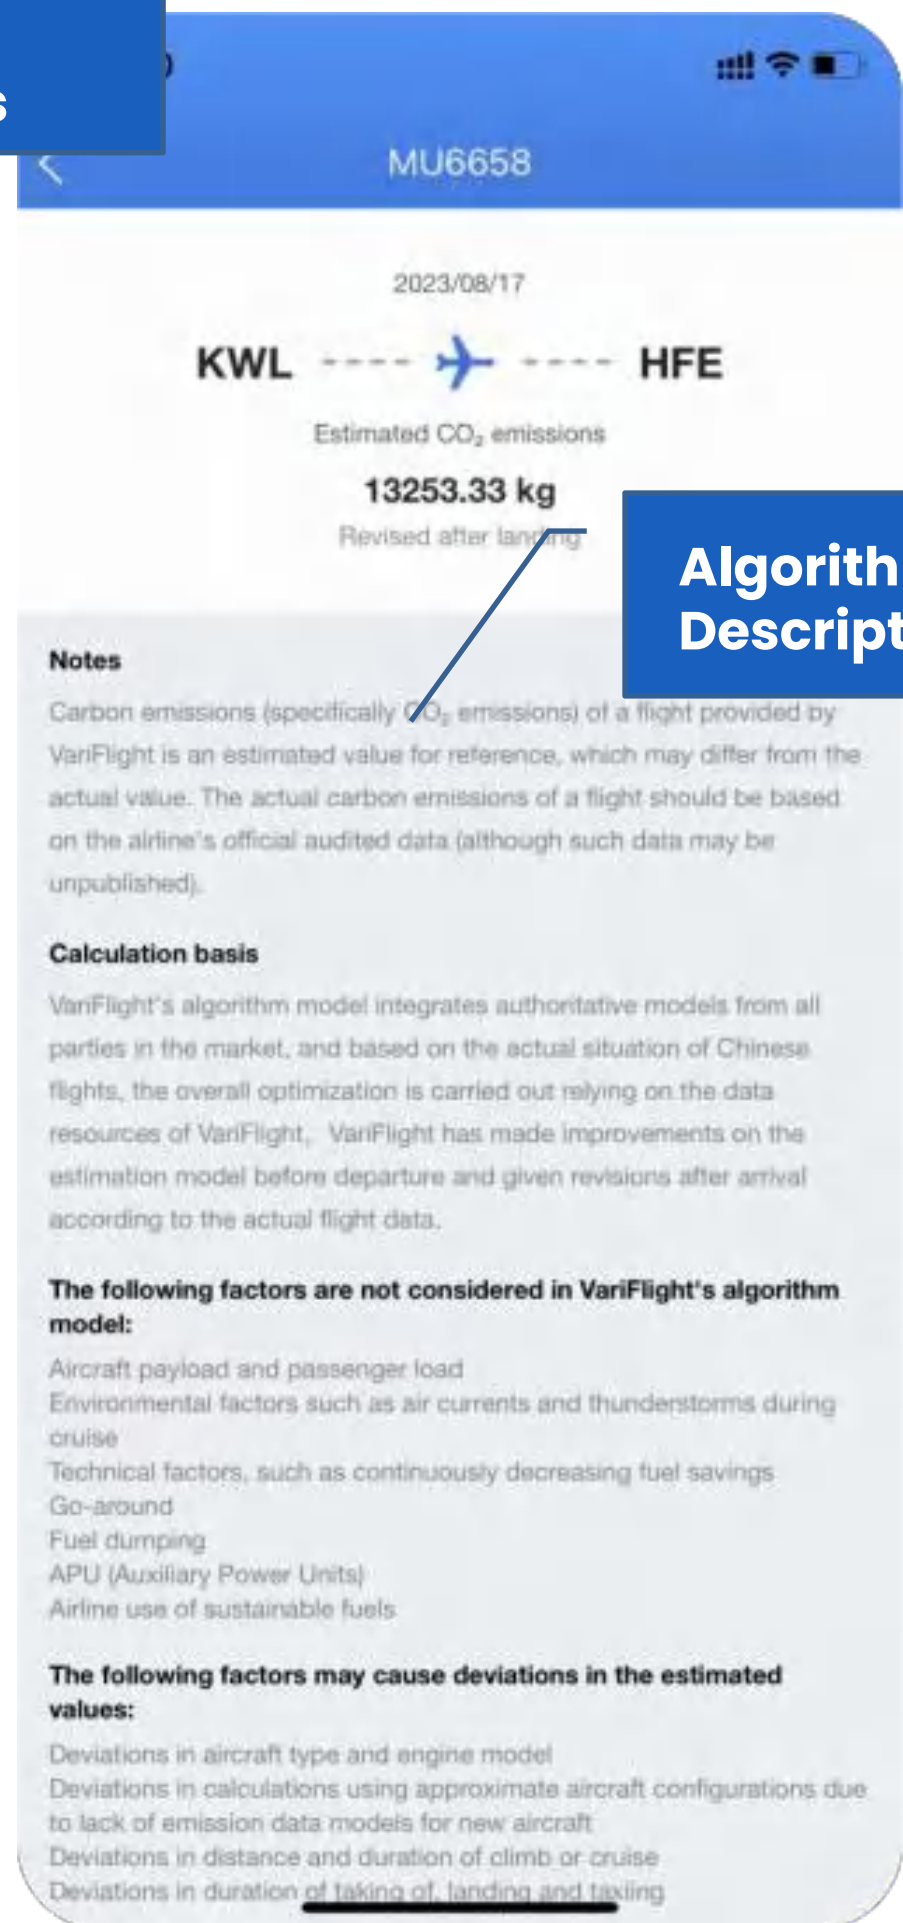 s
MU6658
2023/08/17
KWL ---- ---- HFE
Estimated CO₂ emissions
13253.33 kg
Revised after landing
Algorith
Descript
Notes
Carbon emissions (specifically CO₂ emissions) of a flight provided by
VariFlight is an estimated value for reference, which may differ from the
actual value. The actual carbon emissions of a flight should be based
on the airline's official audited data (although such data may be
unpublished).
Calculation basis
VariFlight's algorithm model integrates authoritative models from all
parties in the market, and based on the actual situation of Chinese
flights, the overall optimization is carried out relying on the data
resources of VariFlight, VariFlight has made improvements on the
estimation model before departure and given revisions after arrival
according to the actual flight data.
The following factors are not considered in VariFlight's algorithm
model:
Aircraft payload and passenger load
Environmental factors such as air currents and thunderstorms during
cruise
Technical factors, such as continuously decreasing fuel savings
Go-around
Fuel dumping
APU (Auxiliary Power Units)
Airline use of sustainable fuels
The following factors may cause deviations in the estimated
values:
Deviations in aircraft type and engine model
Deviations in calculations using approximate aircraft configurations due
to lack of emission data models for new aircraft
Deviations in distance and duration of climb or cruise
Deviations in duration of taking of, landing and taxiing